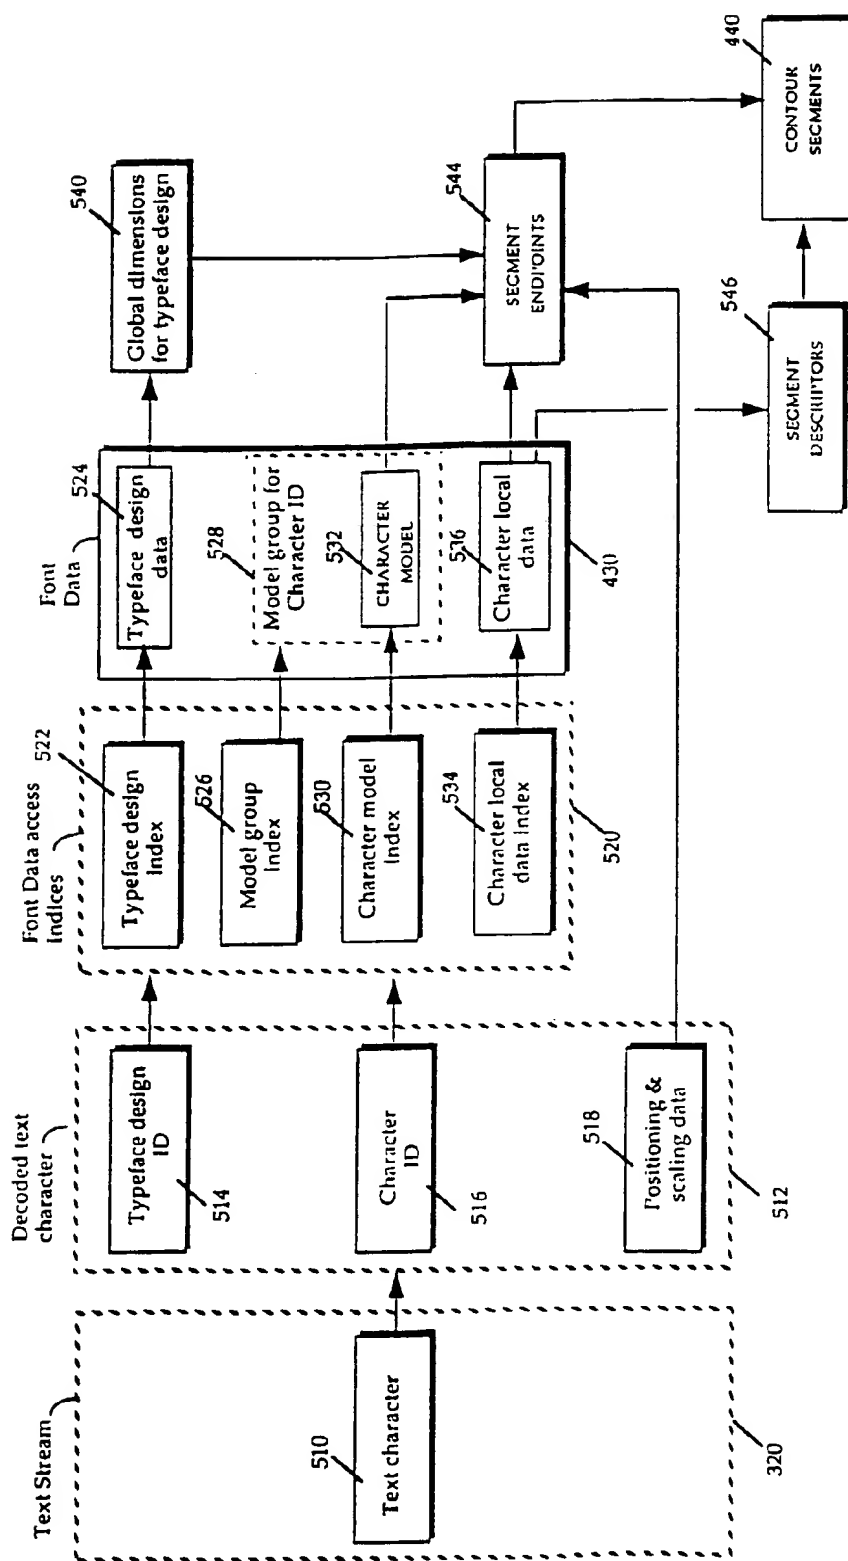 Text Stream
510
Text character
320
Decoded text
character
Typeface design
ID
514
Character
ID
516
518
Positioning &
scaling data
512
Font Data access
Indices
522
Typeface design
Index
526
Model group
Index
530
Character model
Index
534
Character local
data Index
520
Font
Data
524
Typeface design
data
528
Model group for
Character ID
532
CHARACTER
MODEL
536
Character local
data
430
540
Global dimensions
for typeface design
544
SEGMENT
ENDPOINTS
546
SEGMENT
DESCRIPTORS
440
CONTOUR
SEGMENTS